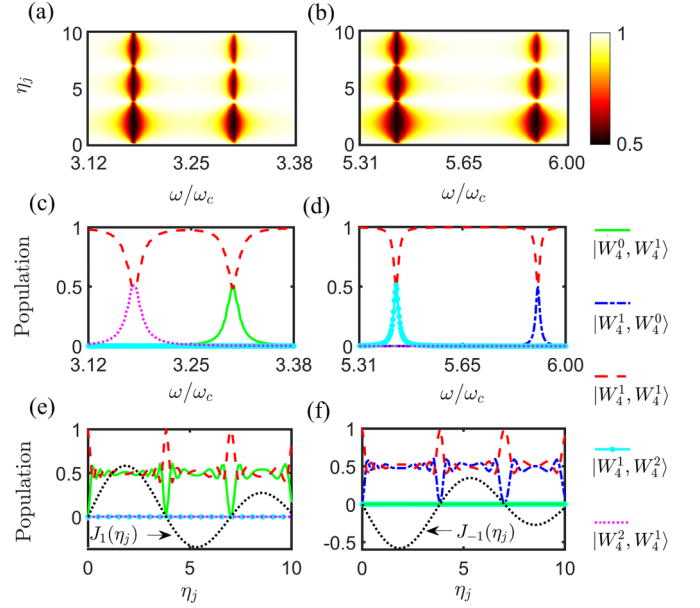 (a)
(b)
10
5
0
η_j
3.12 3.25 3.38
ω/ω_c
10
5
0
5.31 5.65 6.00
ω/ω_c
1
0.5
(c)
(d)
Population
1
0.5
0
3.12 3.25 3.38
ω/ω_c
1
0.5
0
5.31 5.65 6.00
ω/ω_c
(e)
(f)
Population
1
0.5
0
J_1(η_j)
0 5 10
η_j
1
0.5
0
-0.5
J_{-1}(η_j)
0 5 10
η_j
|W_4^0, W_4^1⟩
|W_4^1, W_4^0⟩
|W_4^1, W_4^1⟩
|W_4^1, W_4^2⟩
|W_4^2, W_4^1⟩